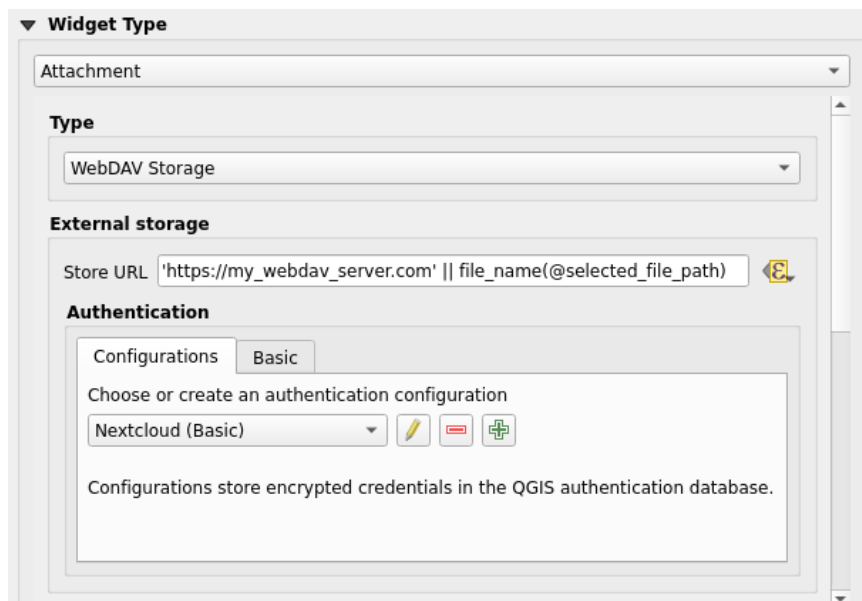 Widget Type
Attachment
Type
WebDAV Storage
External storage
Store URL 'https://my_webdav_server.com' || file_name(@selected_file_path) ε
Authentication
Configurations Basic
Choose or create an authentication configuration
Nextcloud (Basic)
Configurations store encrypted credentials in the QGIS authentication database.